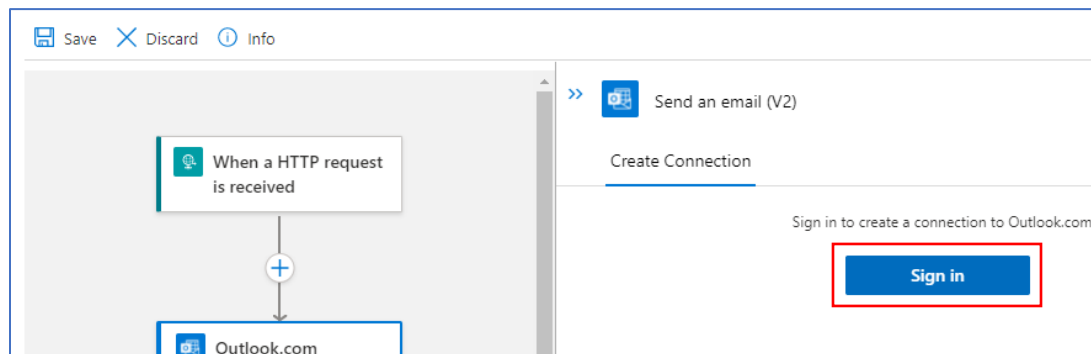 Save Discard Info
When a HTTP request
is received
Outlook.com
Send an email (V2)
Create Connection
Sign in to create a connection to Outlook.com
Sign in